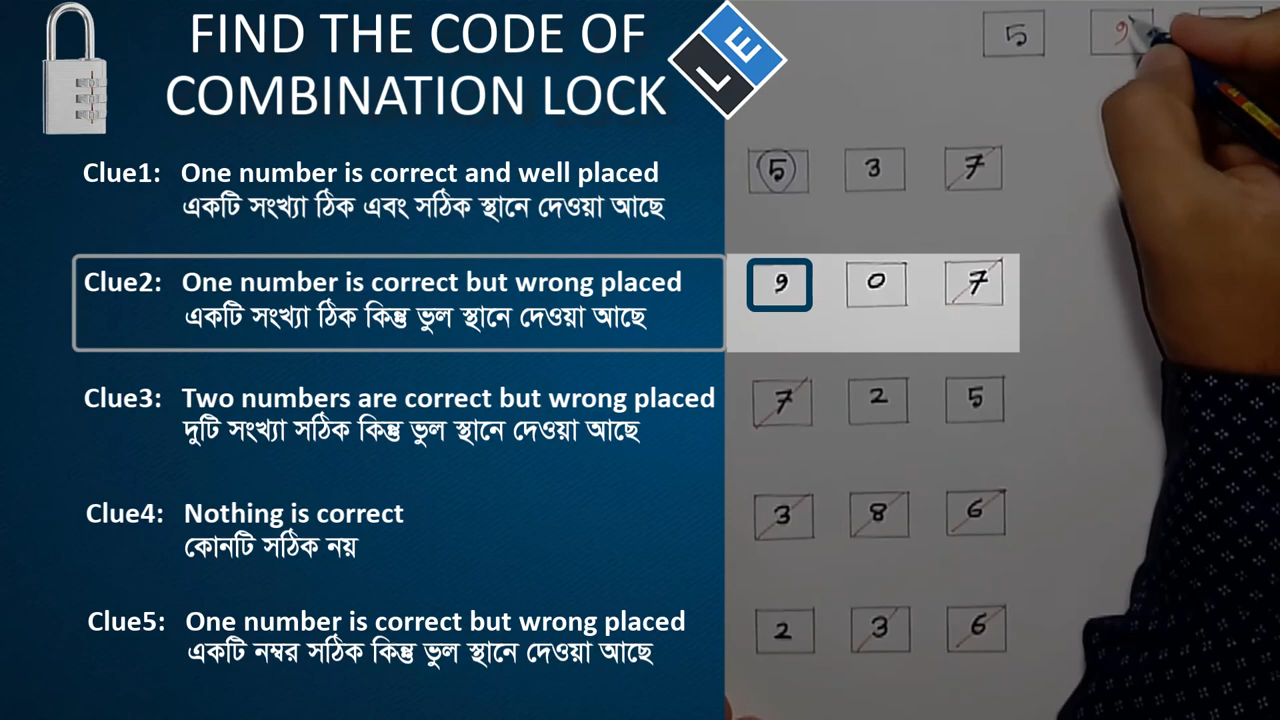 FIND THE CODE OF
COMBINATION LOCK
L E
5 9
Clue1: One number is correct and well placed
একটি সংখ্যা ঠিক এবং সঠিক স্থানে দেওয়া আছে
5 3 7
Clue2: One number is correct but wrong placed
একটি সংখ্যা ঠিক কিন্তু ভুল স্থানে দেওয়া আছে
9 0 7
Clue3: Two numbers are correct but wrong placed
দুটি সংখ্যা সঠিক কিন্তু ভুল স্থানে দেওয়া আছে
7 2 5
Clue4: Nothing is correct
কোনটি সঠিক নয়
3 8 6
Clue5: One number is correct but wrong placed
একটি নম্বর সঠিক কিন্তু ভুল স্থানে দেওয়া আছে
2 3 6